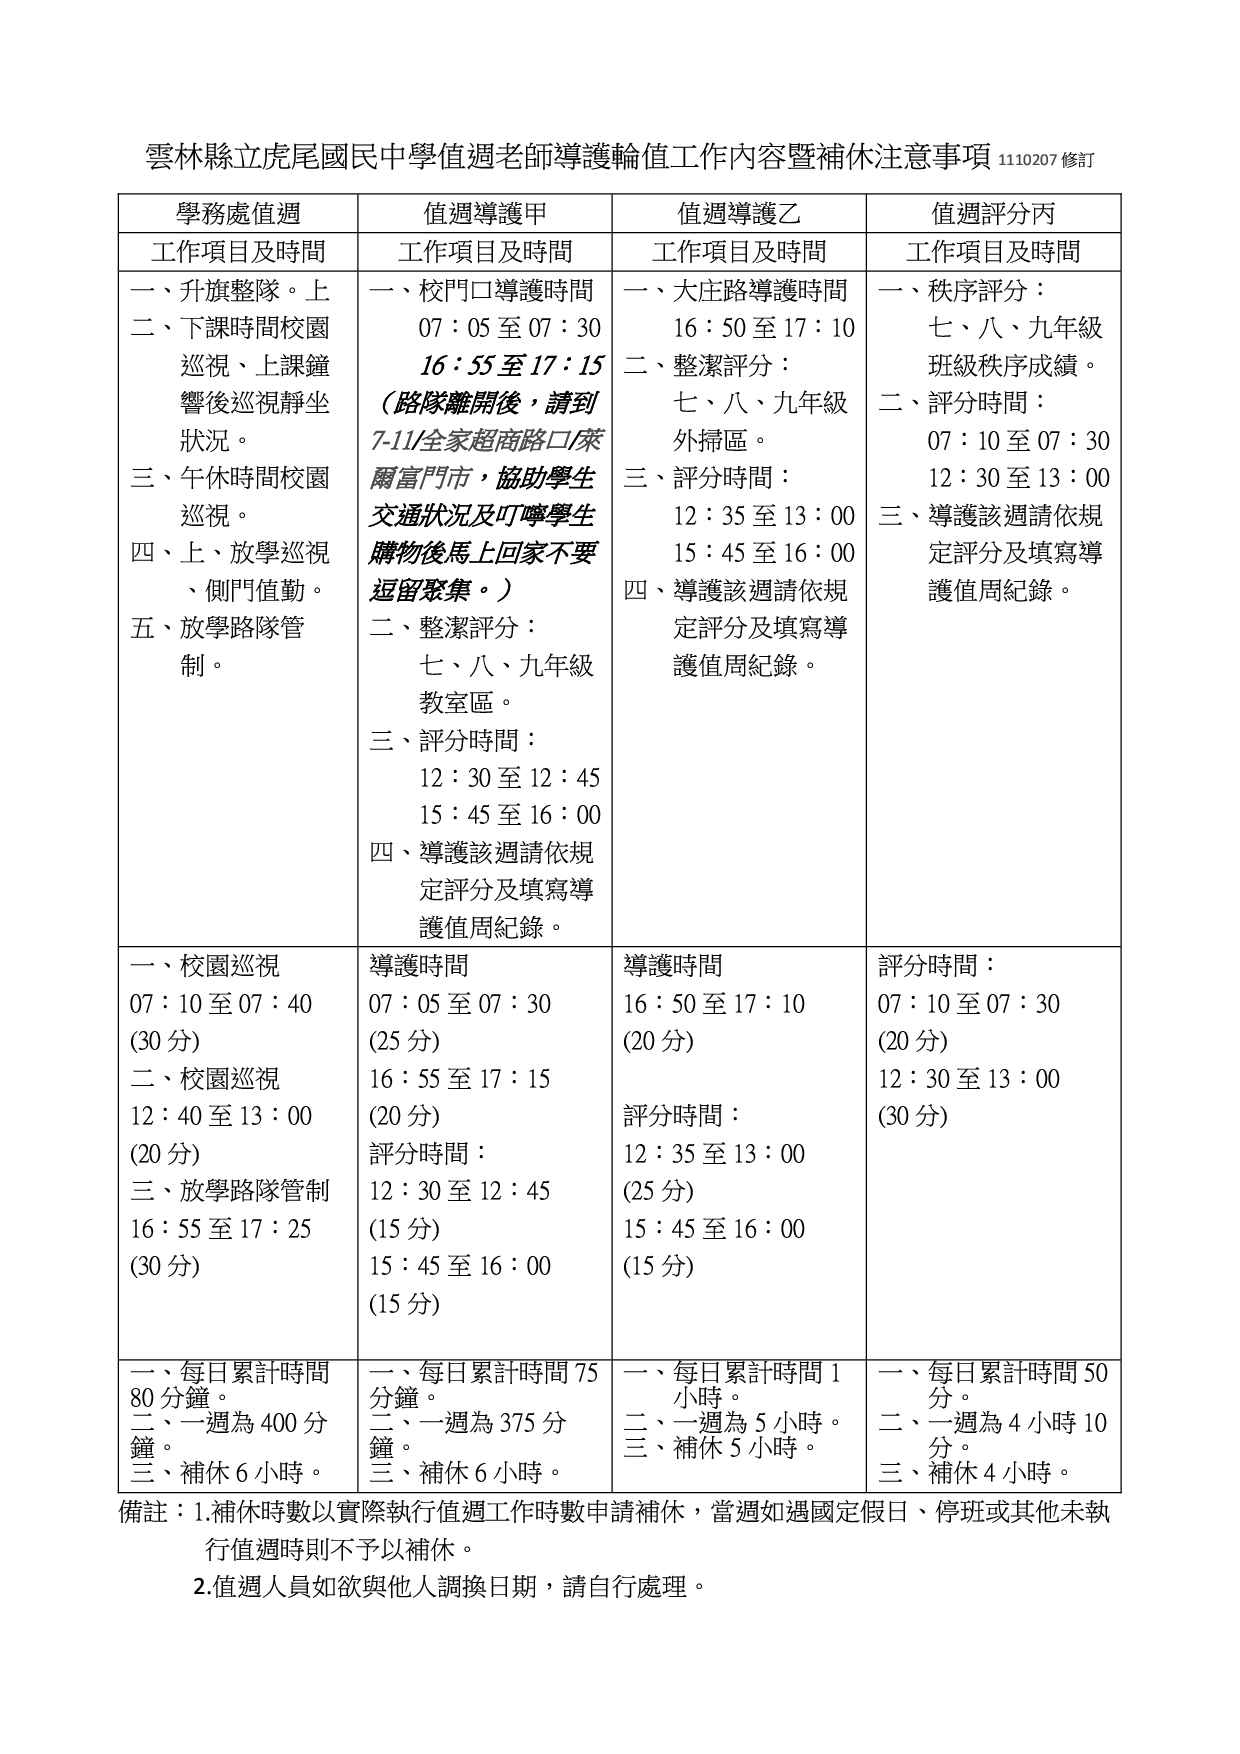 雲林縣立虎尾國民中學值週老師導護輪值工作內容暨補休注意事項 1110207 修訂
學務處值週
值週導護甲
值週導護乙
值週評分丙
工作項目及時間
工作項目及時間
工作項目及時間
工作項目及時間
一、升旗整隊。上
二、下課時間校園
巡視、上課鐘
響後巡視靜坐
狀況。
三、午休時間校園
巡視。
四、上、放學巡視
、側門值勤。
五、放學路隊管
制。
一、校門口導護時間
07：05 至 07：30
16：55 至 17：15
（路隊離開後，請到
7-11/全家超商路口/萊
爾富門市，協助學生
交通狀況及叮嚀學生
購物後馬上回家不要
逗留聚集。）
二、整潔評分：
七、八、九年級
教室區。
三、評分時間：
12：30 至 12：45
15：45 至 16：00
四、導護該週請依規
定評分及填寫導
護值周紀錄。
一、大庄路導護時間
16：50 至 17：10
二、整潔評分：
七、八、九年級
外掃區。
三、評分時間：
12：35 至 13：00
15：45 至 16：00
四、導護該週請依規
定評分及填寫導
護值周紀錄。
一、秩序評分：
七、八、九年級
班級秩序成績。
二、評分時間：
07：10 至 07：30
12：30 至 13：00
三、導護該週請依規
定評分及填寫導
護值周紀錄。
一、校園巡視
07：10 至 07：40
(30 分)
二、校園巡視
12：40 至 13：00
(20 分)
三、放學路隊管制
16：55 至 17：25
(30 分)
導護時間
07：05 至 07：30
(25 分)
16：55 至 17：15
(20 分)
評分時間：
12：30 至 12：45
(15 分)
15：45 至 16：00
(15 分)
導護時間
16：50 至 17：10
(20 分)
評分時間：
12：35 至 13：00
(25 分)
15：45 至 16：00
(15 分)
評分時間：
07：10 至 07：30
(20 分)
12：30 至 13：00
(30 分)
一、每日累計時間
80 分鐘。
二、一週為 400 分
鐘。
三、補休 6 小時。
一、每日累計時間 75
分鐘。
二、一週為 375 分
鐘。
三、補休 6 小時。
一、每日累計時間 1
小時。
二、一週為 5 小時。
三、補休 5 小時。
一、每日累計時間 50
分。
二、一週為 4 小時 10
分。
三、補休 4 小時。
備註：1.補休時數以實際執行值週工作時數申請補休，當週如遇國定假日、停班或其他未執
行值週時則不予以補休。
2.值週人員如欲與他人調換日期，請自行處理。